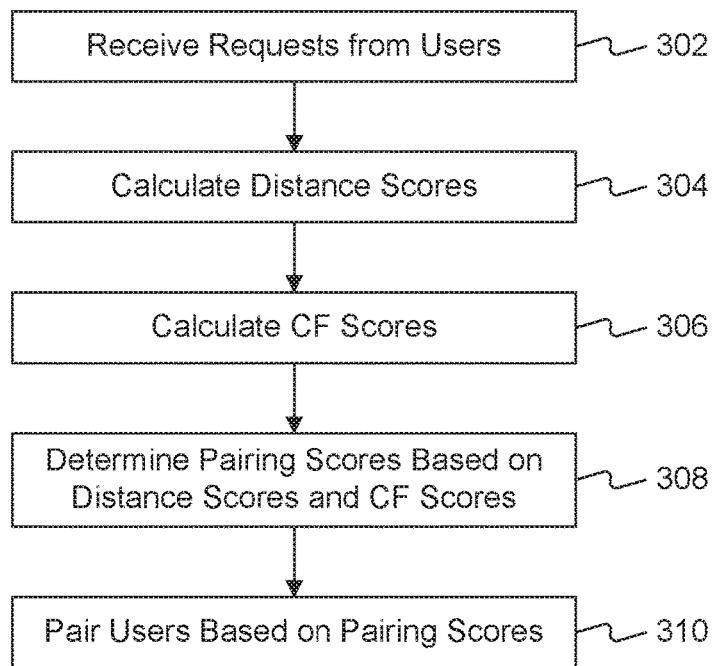 Receive Requests from Users 302
Calculate Distance Scores 304
Calculate CF Scores 306
Determine Pairing Scores Based on
Distance Scores and CF Scores 308
Pair Users Based on Pairing Scores 310